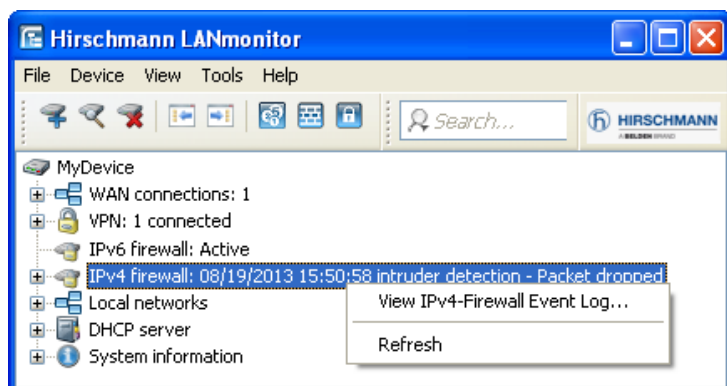 Hirschmann LANmonitor
File Device View Tools Help
Search...
HIRSCHMANN
A BELDEN BRAND
MyDevice
WAN connections: 1
VPN: 1 connected
IPv6 firewall: Active
IPv4 firewall: 08/19/2013 15:50:58 intruder detection - Packet dropped
View IPv4-Firewall Event Log...
Local networks
DHCP server
Refresh
System information